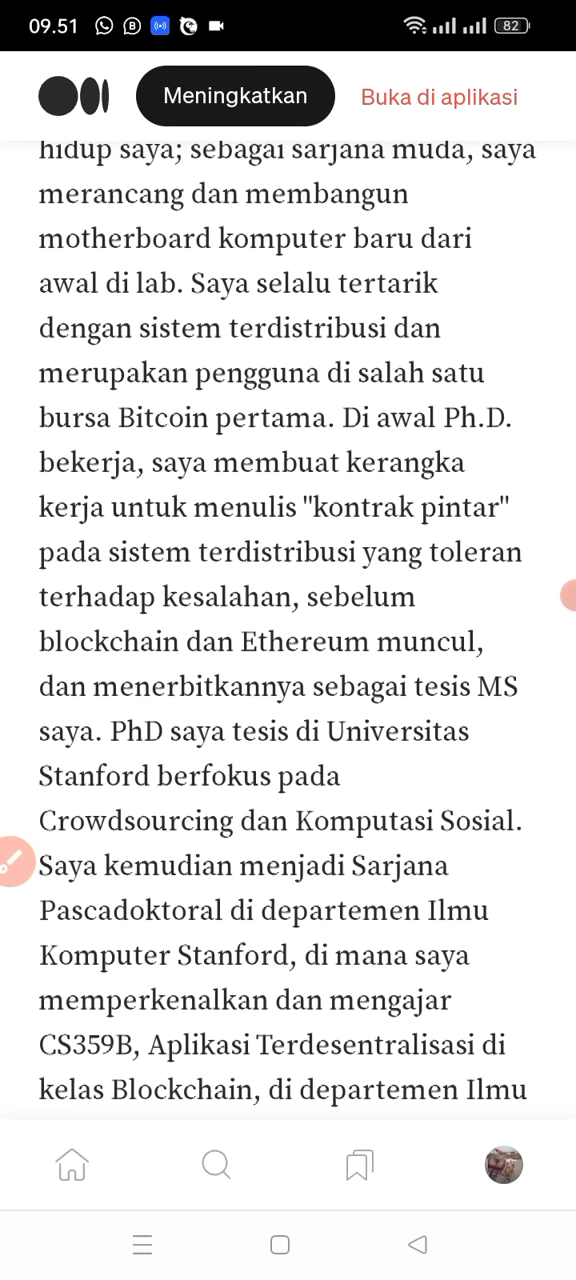 09.51
82
Meningkatkan
Buka di aplikasi
hidup saya; sebagai sarjana muda, saya
merancang dan membangun
motherboard komputer baru dari
awal di lab. Saya selalu tertarik
dengan sistem terdistribusi dan
merupakan pengguna di salah satu
bursa Bitcoin pertama. Di awal Ph.D.
bekerja, saya membuat kerangka
kerja untuk menulis "kontrak pintar"
pada sistem terdistribusi yang toleran
terhadap kesalahan, sebelum
blockchain dan Ethereum muncul,
dan menerbitkannya sebagai tesis MS
saya. PhD saya tesis di Universitas
Stanford berfokus pada
Crowdsourcing dan Komputasi Sosial.
Saya kemudian menjadi Sarjana
Pascadoktoral di departemen Ilmu
Komputer Stanford, di mana saya
memperkenalkan dan mengajar
CS359B, Aplikasi Terdesentralisasi di
kelas Blockchain, di departemen Ilmu